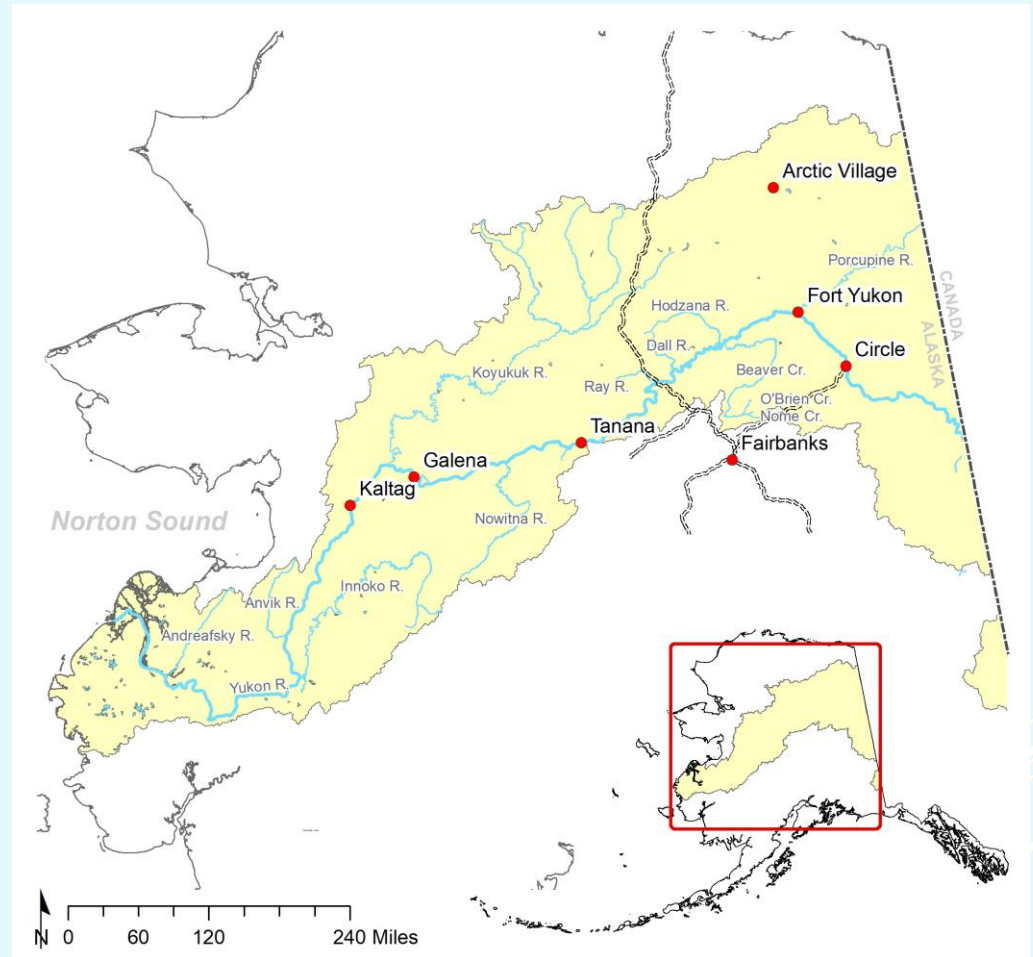 Arctic Village
Porcupine R.
CANADA
ALASKA
Fort Yukon
Hodzana R.
Circle
Dall R.
Beaver Cr.
Koyukuk R.
Ray R.
O'Brien Cr.
Nome Cr.
Tanana
Fairbanks
Galena
Kaltag
Norton Sound
Nowitna R.
Innoko R.
Anvik R.
Andreafsky R.
Yukon R.
N 0 60 120 240 Miles